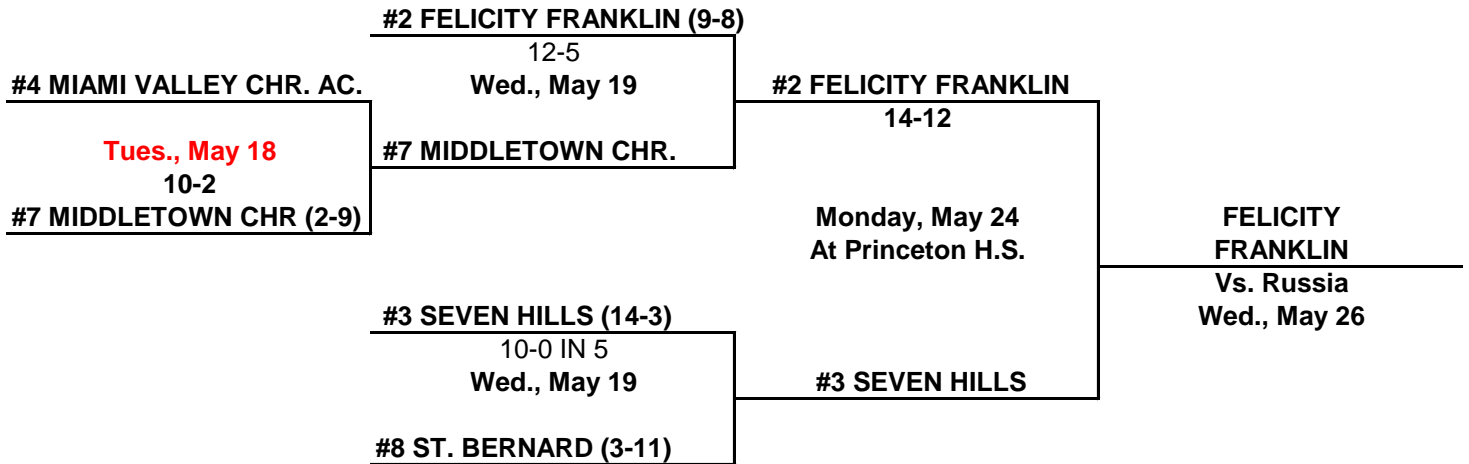 #2 FELICITY FRANKLIN (9-8)
12-5
#4 MIAMI VALLEY CHR. AC.
Wed., May 19
#2 FELICITY FRANKLIN
14-12
Tues., May 18
#7 MIDDLETOWN CHR.
10-2
#7 MIDDLETOWN CHR (2-9)
Monday, May 24
At Princeton H.S.
FELICITY
FRANKLIN
Vs. Russia
Wed., May 26
#3 SEVEN HILLS (14-3)
10-0 IN 5
Wed., May 19
#3 SEVEN HILLS
#8 ST. BERNARD (3-11)